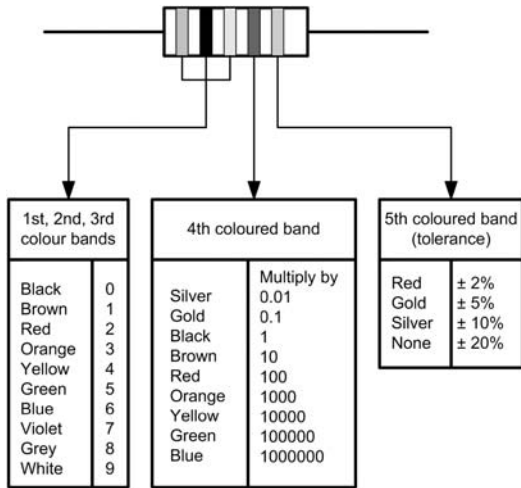 1st, 2nd, 3rd
colour bands
Black 0
Brown 1
Red 2
Orange 3
Yellow 4
Green 5
Blue 6
Violet 7
Grey 8
White 9
4th coloured band
Multiply by
Silver 0.01
Gold 0.1
Black 1
Brown 10
Red 100
Orange 1000
Yellow 10000
Green 100000
Blue 1000000
5th coloured band
(tolerance)
Red ± 2%
Gold ± 5%
Silver ± 10%
None ± 20%